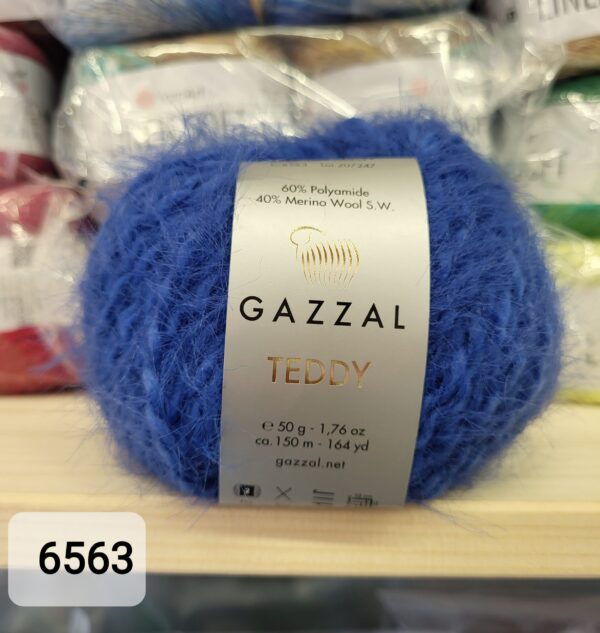 60% Polyamide
40% Merino Wool S.W.
GAZZAL
TEDDY
℮ 50 g - 1,76 oz
ca.150 m - 164 yd
gazzal.net
6563